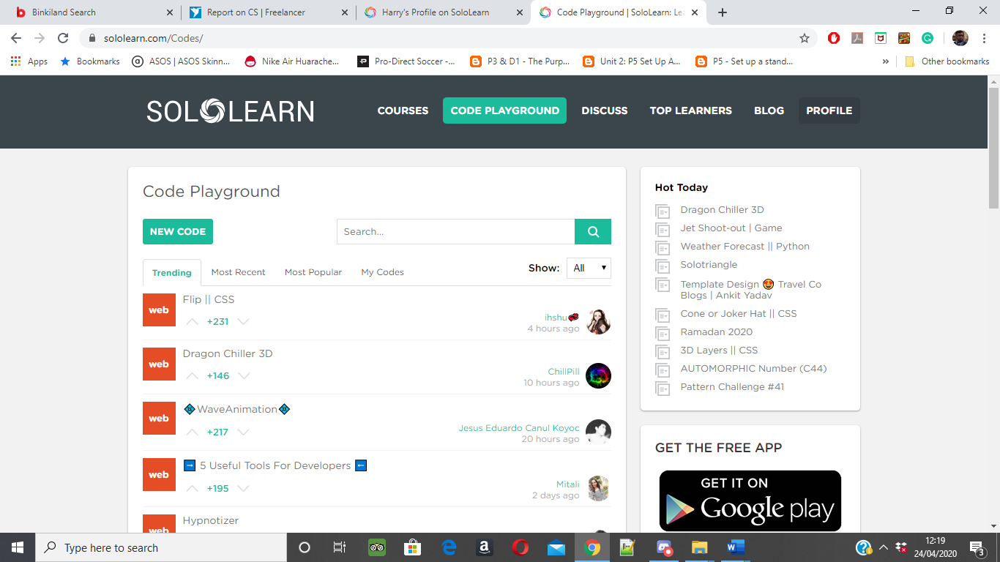 Binkiland Search
Report on CS | Freelancer
Harry's Profile on SoloLearn
Code Playground | SoloLearn: Lea
sololearn.com/Codes/
Apps
Bookmarks
ASOS | ASOS Skinn...
Nike Air Huarache...
Pro-Direct Soccer -...
P3 & D1 - The Purp...
Unit 2: P5 Set Up A...
P5 - Set up a stand...
»
Other bookmarks
SOLOLEARN
COURSES
CODE PLAYGROUND
DISCUSS
TOP LEARNERS
BLOG
PROFILE
Code Playground
NEW CODE
Search...
Trending
Most Recent
Most Popular
My Codes
Show:
All
web
Flip || CSS
+231
ihshu
4 hours ago
web
Dragon Chiller 3D
+146
ChillPill
10 hours ago
web
💠WaveAnimation💠
+217
Jesus Eduardo Canul Koyoc
20 hours ago
web
➡ 5 Useful Tools For Developers ⬅
+195
Mitali
2 days ago
web
Hypnotizer
Hot Today
Dragon Chiller 3D
Jet Shoot-out | Game
Weather Forecast || Python
Solotriangle
Template Design 😍 Travel Co
Blogs | Ankit Yadav
Cone or Joker Hat || CSS
Ramadan 2020
3D Layers || CSS
AUTOMORPHIC Number (C44)
Pattern Challenge #41
GET THE FREE APP
GET IT ON
Google play
Type here to search
12:19
24/04/2020
3